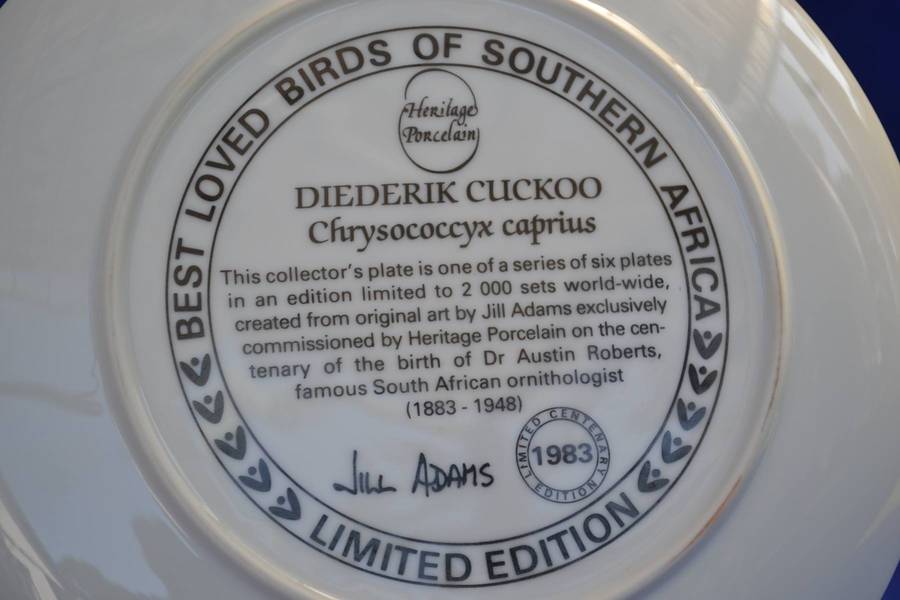 BEST LOVED BIRDS OF SOUTHERN AFRICA
Heritage
Porcelain
DIEDERIK CUCKOO
Chrysococcyx caprius
This collector's plate is one of a series of six plates
in an edition limited to 2 000 sets world-wide,
created from original art by Jill Adams exclusively
commissioned by Heritage Porcelain on the cen-
tenary of the birth of Dr Austin Roberts,
famous South African ornithologist
(1883 - 1948)
JILL ADAMS
LIMITED CENTENARY
1983
EDITION
LIMITED EDITION